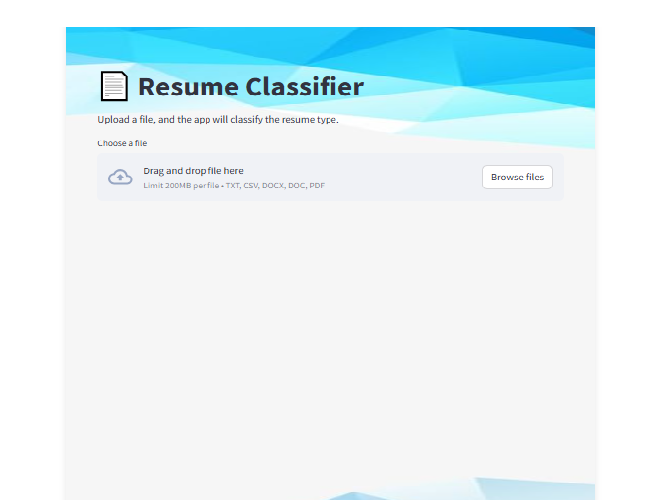 Resume Classifier
Upload a file, and the app will classify the resume type.
Choose a file
Drag and drop file here
Limit 200MB per file • TXT, CSV, DOCX, DOC, PDF
Browse files